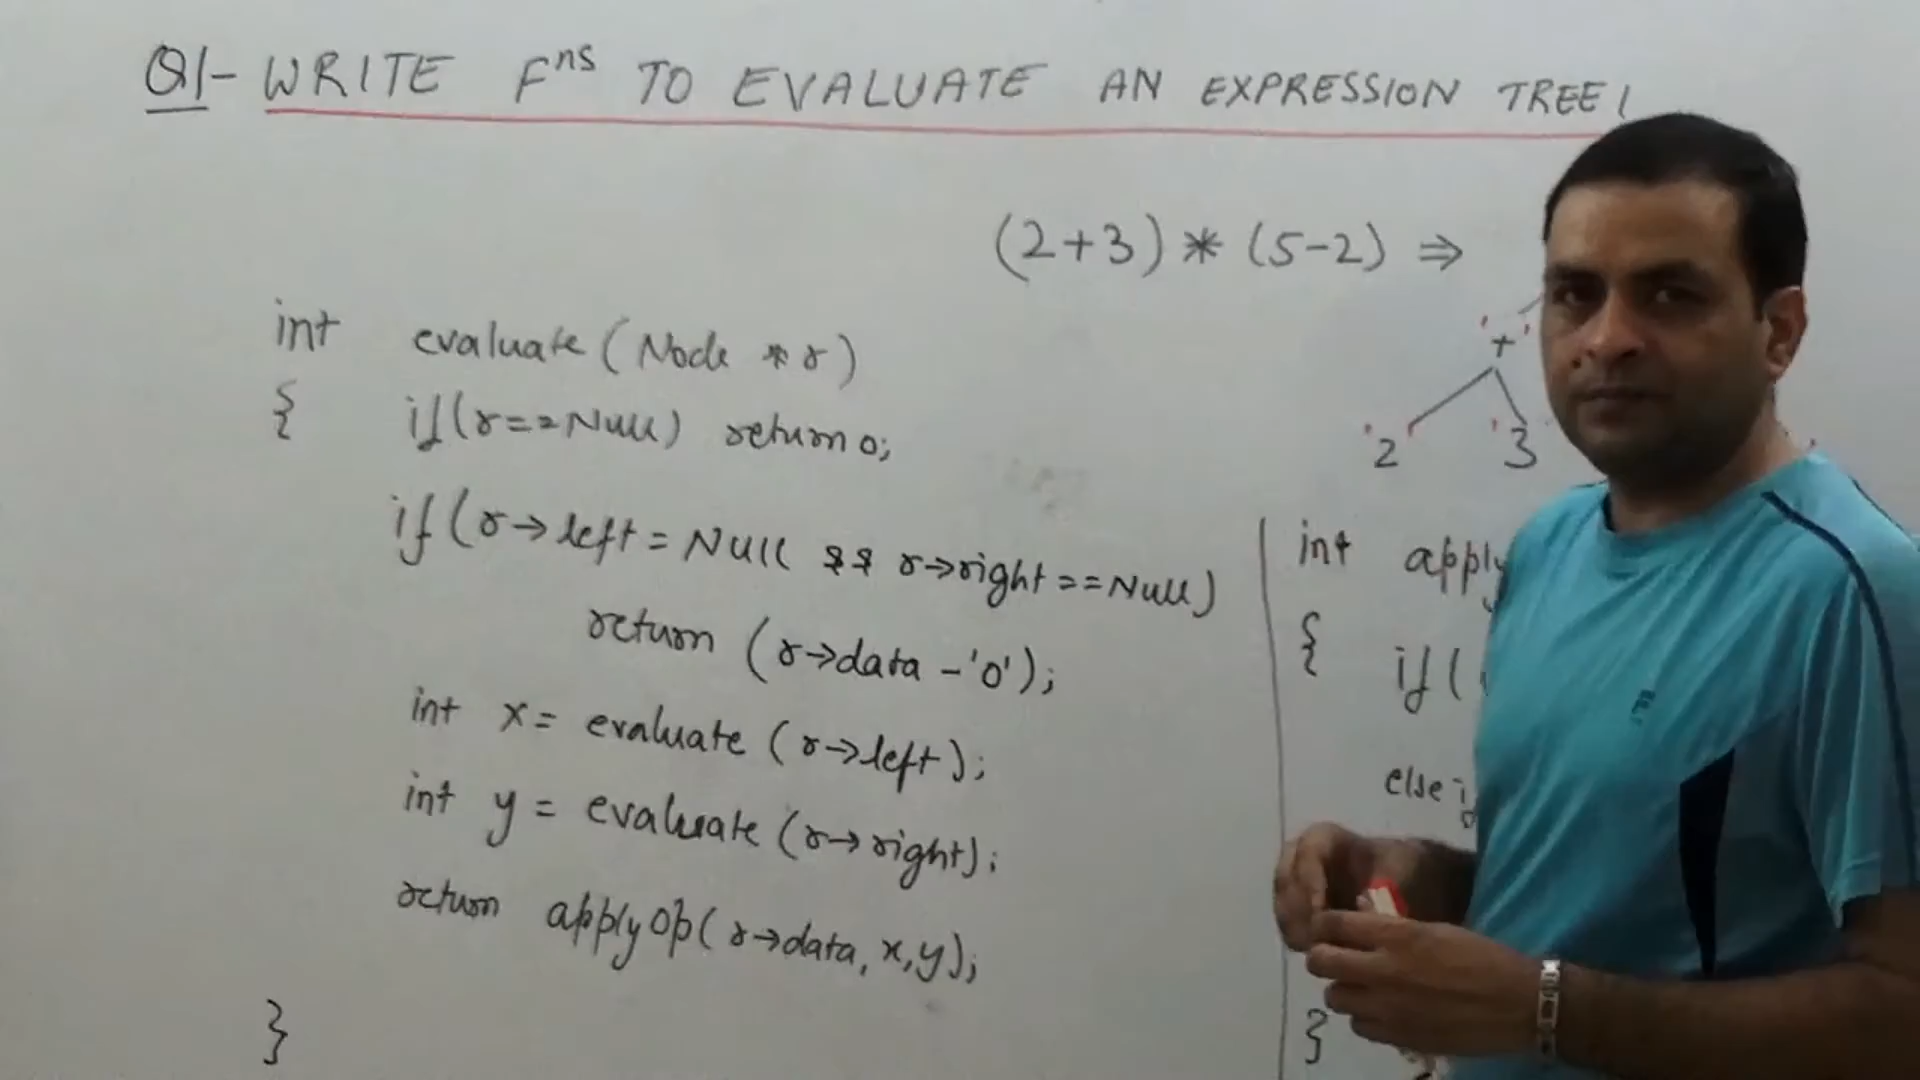 Q1- WRITE Fns TO EVALUATE AN EXPRESSION TREE!
(2+3) * (5-2) ⇒
'+'
'2' '3'
int evaluate (Node *r)
{ if(r==NULL) return 0;
if (r→left = NULL && r→right == NULL)
return (r→data - '0');
int x = evaluate (r→left);
int y = evaluate (r→right);
return applyOp( r→data, x,y);
}
int apply
{ if(
else if
}